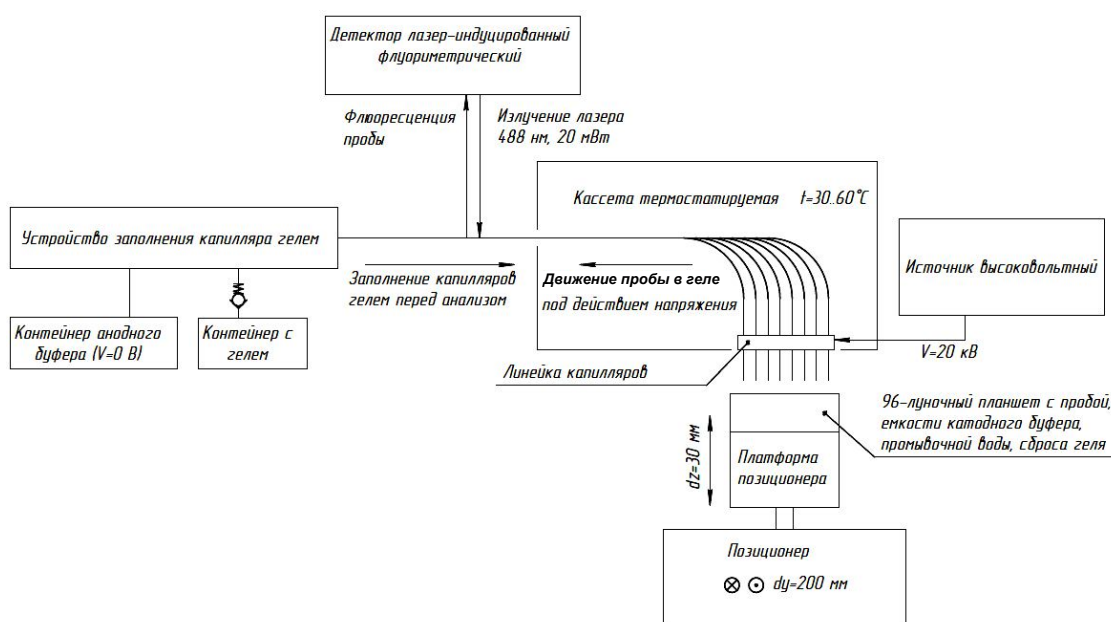 Детектор лазер-индуцированный
флуориметрический
Флюоресценция
пробы
Излучение лазера
488 нм, 20 мВт
Кассета термостатируемая t=30..60°С
Устройство заполнения капилляра гелем
Источник высоковольтный
Заполнение капилляров
гелем перед анализом
Движение пробы в геле
под действием напряжения
Контейнер анодного
буфера (V=0 В)
Контейнер с
гелем
V=20 кВ
Линейка капилляров
96-луночный планшет с пробой,
емкости катодного буфера,
промывочной воды, сброса геля
dz=30 мм
Платформа
позиционера
Позиционер
dy=200 мм